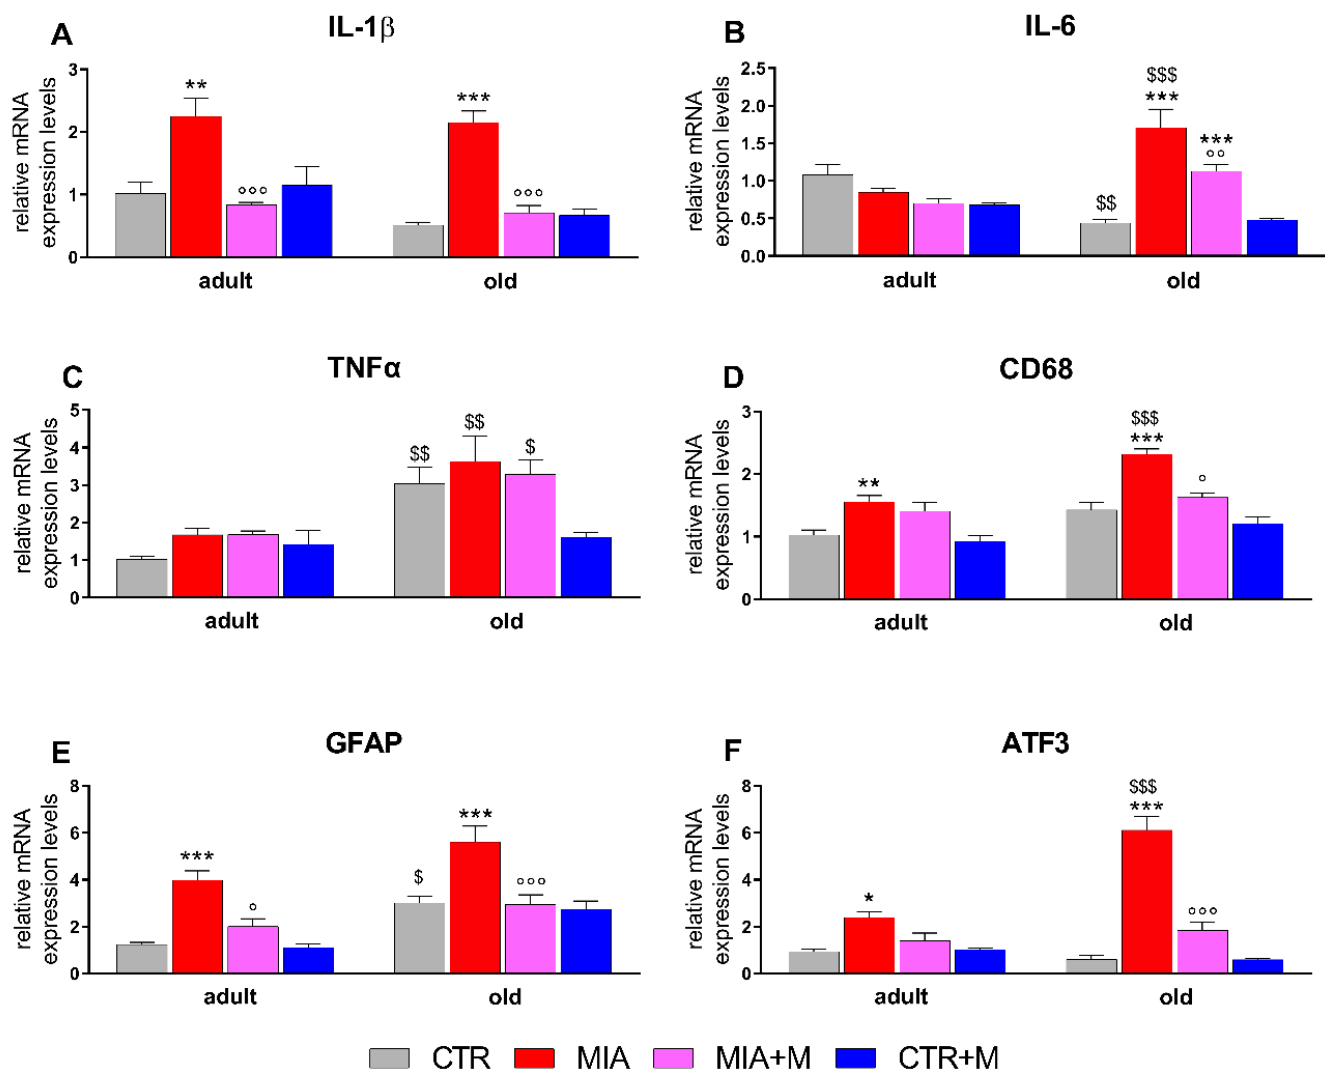 A
IL-1β
relative mRNA
expression levels
3
2
1
0
**
°°°
***
°°°
adult
old
B
IL-6
relative mRNA
expression levels
2.5
2.0
1.5
1.0
0.5
0.0
$$
$$$
***
***
°°
adult
old
C
TNFα
relative mRNA
expression levels
5
4
3
2
1
0
$$
$$
$
adult
old
D
CD68
relative mRNA
expression levels
3
2
1
0
**
$$$
***
°
adult
old
E
GFAP
relative mRNA
expression levels
8
6
4
2
0
***
°
$
***
°°°
adult
old
F
ATF3
relative mRNA
expression levels
8
6
4
2
0
*
$$$
***
°°°
adult
old
CTR MIA MIA+M CTR+M